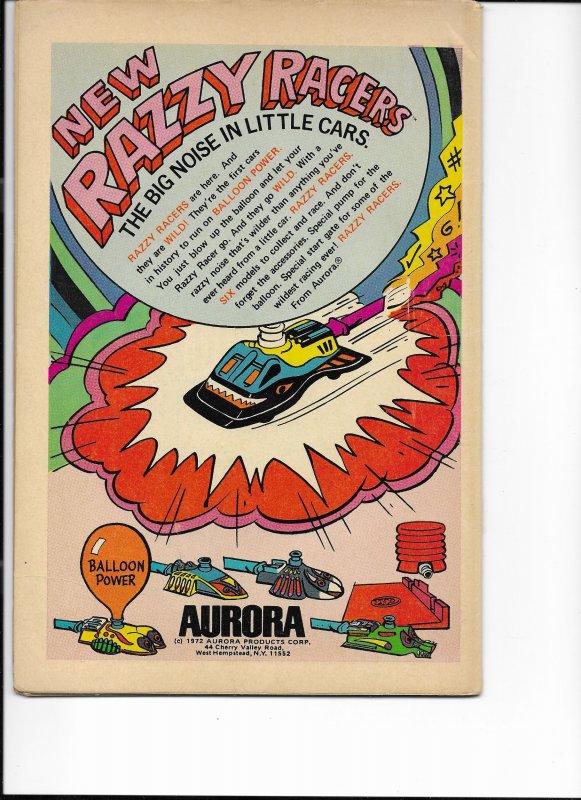 NEW
RAZZY RACERS™
THE BIG NOISE IN LITTLE CARS.
RAZZY RACERS are here. And
they are WILD! They're the first cars
in history to run on BALLOON POWER.
You just blow up the balloon and let your
Razzy Racer go. And they go WILD. With a
razzy noise that's wilder than anything you've
ever heard from a little car. RAZZY RACERS.
SIX models to collect and race. And don't
forget the accessories. Special pump for the
balloon. Special start gate for some of the
wildest racing ever! RAZZY RACERS.
From Aurora.®
#
G!
BALLOON
POWER
AURORA
(c) 1972 AURORA PRODUCTS CORP.
44 Cherry Valley Road,
West Hempstead, N.Y. 11552